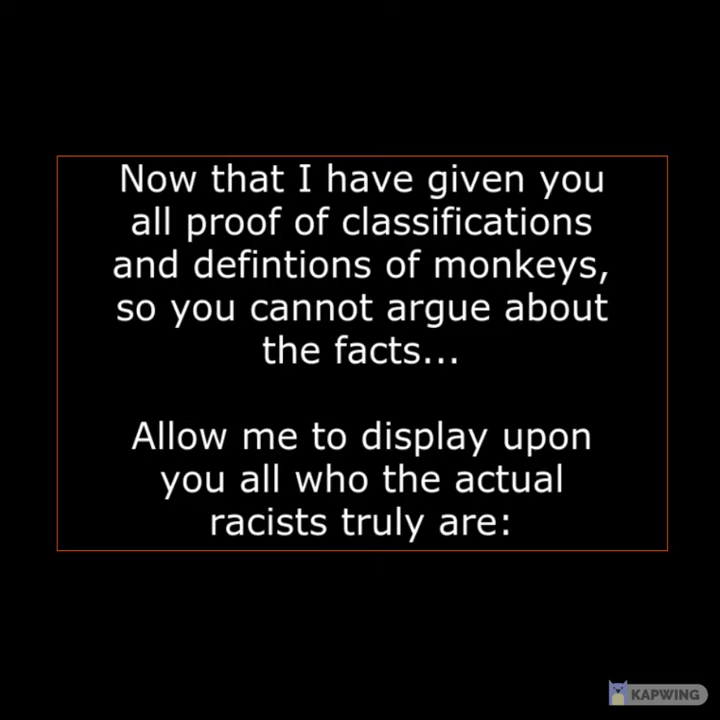 Now that I have given you
all proof of classifications
and defintions of monkeys,
so you cannot argue about
the facts...
Allow me to display upon
you all who the actual
racists truly are:
KAPWING